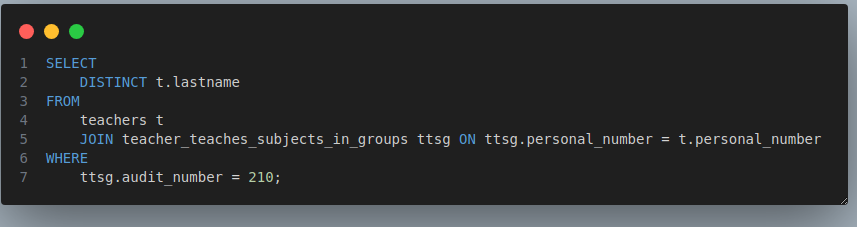 1 SELECT
2     DISTINCT t.lastname
3 FROM
4     teachers t
5     JOIN teacher_teaches_subjects_in_groups ttsg ON ttsg.personal_number = t.personal_number
6 WHERE
7     ttsg.audit_number = 210;